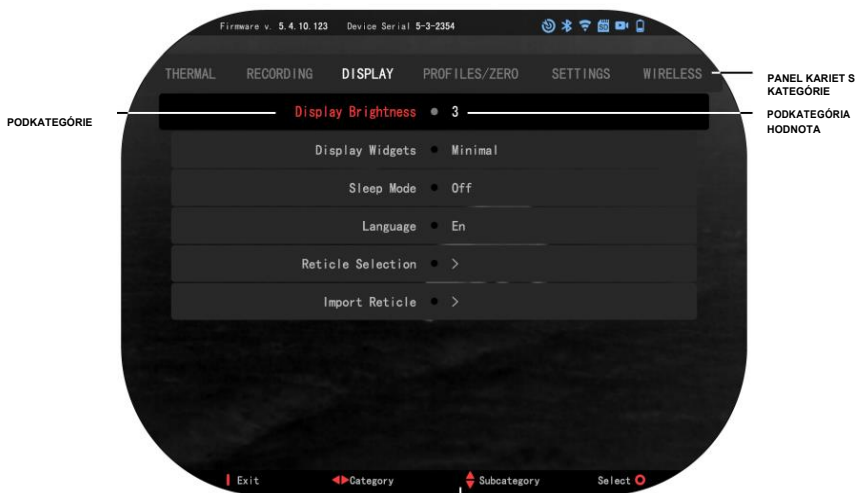 Firmware v. 5.4.10.123 Device Serial 5-3-2354
THERMAL RECORDING DISPLAY PROFILES/ZERO SETTINGS WIRELESS
PANEL KARIET S
KATEGÓRIE
PODKATEGÓRIE
Display Brightness 3
PODKATEGÓRIA
HODNOTA
Display Widgets Minimal
Sleep Mode Off
Language En
Reticle Selection >
Import Reticle >
Exit Category Subcategory Select